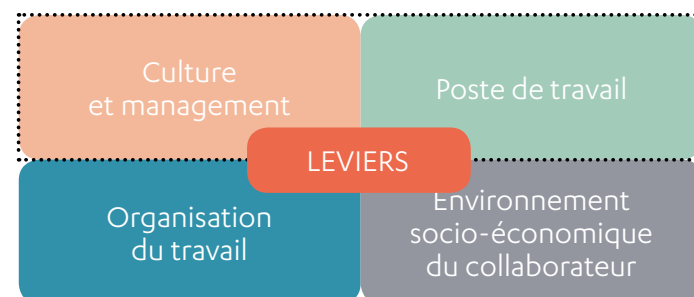 Culture
et management
Poste de travail
LEVIERS
Organisation
du travail
Environnement
socio-économique
du collaborateur